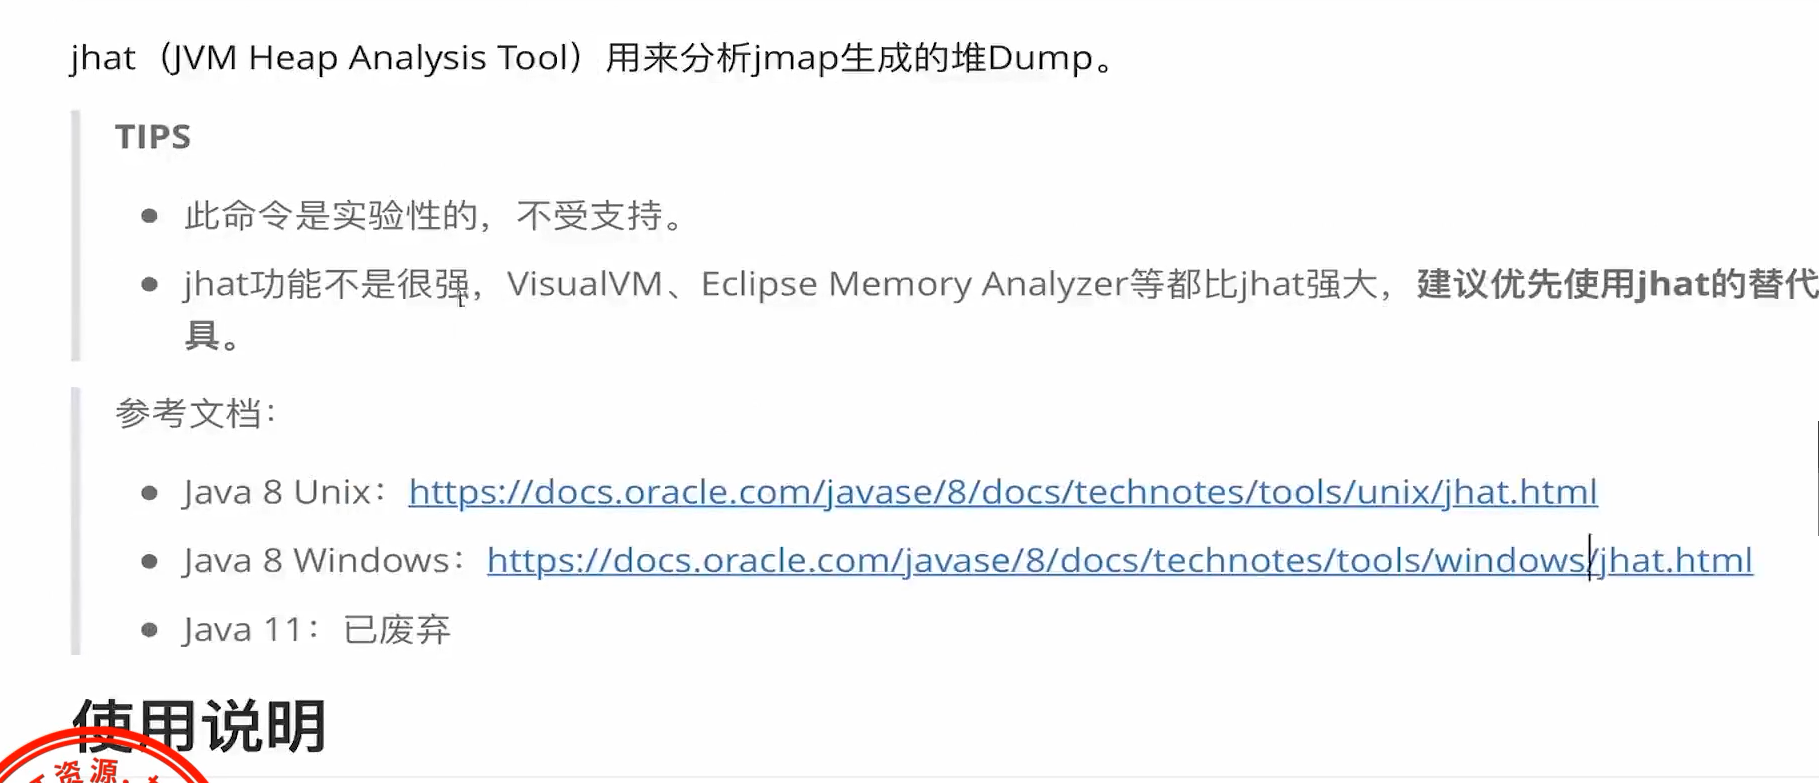 jhat（JVM Heap Analysis Tool）用来分析jmap生成的堆Dump。
TIPS
此命令是实验性的，不受支持。
jhat功能不是很强，VisualVM、Eclipse Memory Analyzer等都比jhat强大，建议优先使用jhat的替代
具。
参考文档：
Java 8 Unix：https://docs.oracle.com/javase/8/docs/technotes/tools/unix/jhat.html
Java 8 Windows：https://docs.oracle.com/javase/8/docs/technotes/tools/windows/jhat.html
Java 11：已废弃
使用说明
资源